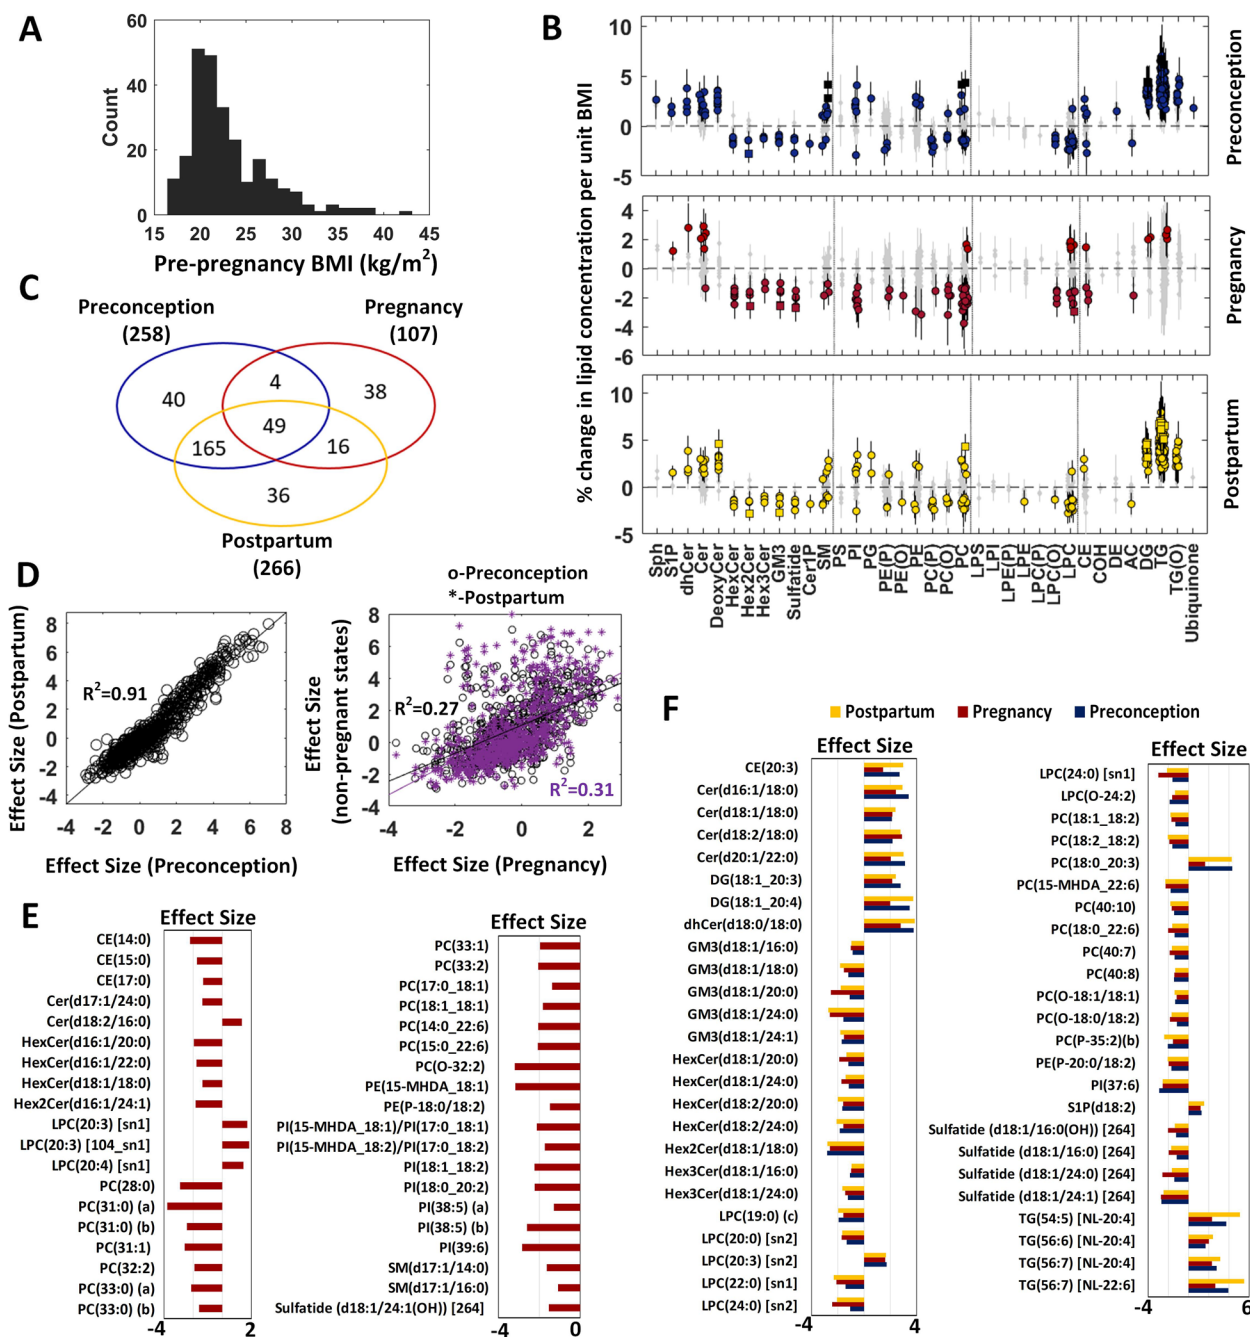 A
60
40
20
0
Count
15
20
25
30
35
40
45
Pre-pregnancy BMI (kg/m²)
B
% change in lipid concentration per unit BMI
10
5
0
-5
Preconception
4
2
0
-2
-4
-6
Pregnancy
10
5
0
-5
Postpartum
Sph
S1P
dhCer
Cer
DeoxyCer
HexCer
Hex2Cer
Hex3Cer
GM3
Sulfatide
Cer1P
SM
PS
PI
PG
PE(P)
PE(O)
PE
PC(P)
PC(O)
PC
LPS
LPI
LPE(P)
LPE
LPC(P)
LPC(O)
LPC
CE
COH
DE
AC
DG
TG
TG(O)
Ubiquinone
C
Preconception
(258)
Pregnancy
(107)
40
4
38
49
165
16
36
Postpartum
(266)
D
Effect Size (Postpartum)
8
6
4
2
0
-2
-4
R²=0.91
-4
-2
0
2
4
6
8
Effect Size (Preconception)
o-Preconception
*-Postpartum
Effect Size
(non-pregnant states)
8
6
4
2
0
-2
-4
R²=0.27
R²=0.31
-4
-2
0
2
Effect Size (Pregnancy)
E
Effect Size
CE(14:0)
CE(15:0)
CE(17:0)
Cer(d17:1/24:0)
Cer(d18:2/16:0)
HexCer(d16:1/20:0)
HexCer(d16:1/22:0)
HexCer(d18:1/18:0)
Hex2Cer(d16:1/24:1)
LPC(20:3) [sn1]
LPC(20:3) [104_sn1]
LPC(20:4) [sn1]
PC(28:0)
PC(31:0) (a)
PC(31:0) (b)
PC(31:1)
PC(32:2)
PC(33:0) (a)
PC(33:0) (b)
-4
2
Effect Size
PC(33:1)
PC(33:2)
PC(17:0_18:1)
PC(18:1_18:1)
PC(14:0_22:6)
PC(15:0_22:6)
PC(O-32:2)
PE(15-MHDA_18:1)
PE(P-18:0/18:2)
PI(15-MHDA_18:1)/PI(17:0_18:1)
PI(15-MHDA_18:2)/PI(17:0_18:2)
PI(18:1_18:2)
PI(18:0_20:2)
PI(38:5) (a)
PI(38:5) (b)
PI(39:6)
SM(d17:1/14:0)
SM(d17:1/16:0)
Sulfatide (d18:1/24:1(OH)) [264]
-4
0
F
Postpartum
Pregnancy
Preconception
Effect Size
CE(20:3)
Cer(d16:1/18:0)
Cer(d18:1/18:0)
Cer(d18:2/18:0)
Cer(d20:1/22:0)
DG(18:1_20:3)
DG(18:1_20:4)
dhCer(d18:0/18:0)
GM3(d18:1/16:0)
GM3(d18:1/18:0)
GM3(d18:1/20:0)
GM3(d18:1/24:0)
GM3(d18:1/24:1)
HexCer(d18:1/20:0)
HexCer(d18:1/24:0)
HexCer(d18:2/20:0)
HexCer(d18:2/24:0)
Hex2Cer(d18:1/18:0)
Hex3Cer(d18:1/16:0)
Hex3Cer(d18:1/24:0)
LPC(19:0) (c)
LPC(20:0) [sn2]
LPC(20:3) [sn2]
LPC(22:0) [sn1]
LPC(24:0) [sn2]
-4
4
Effect Size
LPC(24:0) [sn1]
LPC(O-24:2)
PC(18:1_18:2)
PC(18:2_18:2)
PC(18:0_20:3)
PC(15-MHDA_22:6)
PC(40:10)
PC(18:0_22:6)
PC(40:7)
PC(40:8)
PC(O-18:1/18:1)
PC(O-18:0/18:2)
PC(P-35:2)(b)
PE(P-20:0/18:2)
PI(37:6)
S1P(d18:2)
Sulfatide (d18:1/16:0(OH)) [264]
Sulfatide (d18:1/16:0) [264]
Sulfatide (d18:1/24:0) [264]
Sulfatide (d18:1/24:1) [264]
TG(54:5) [NL-20:4]
TG(56:6) [NL-20:4]
TG(56:7) [NL-20:4]
TG(56:7) [NL-22:6]
-4
6